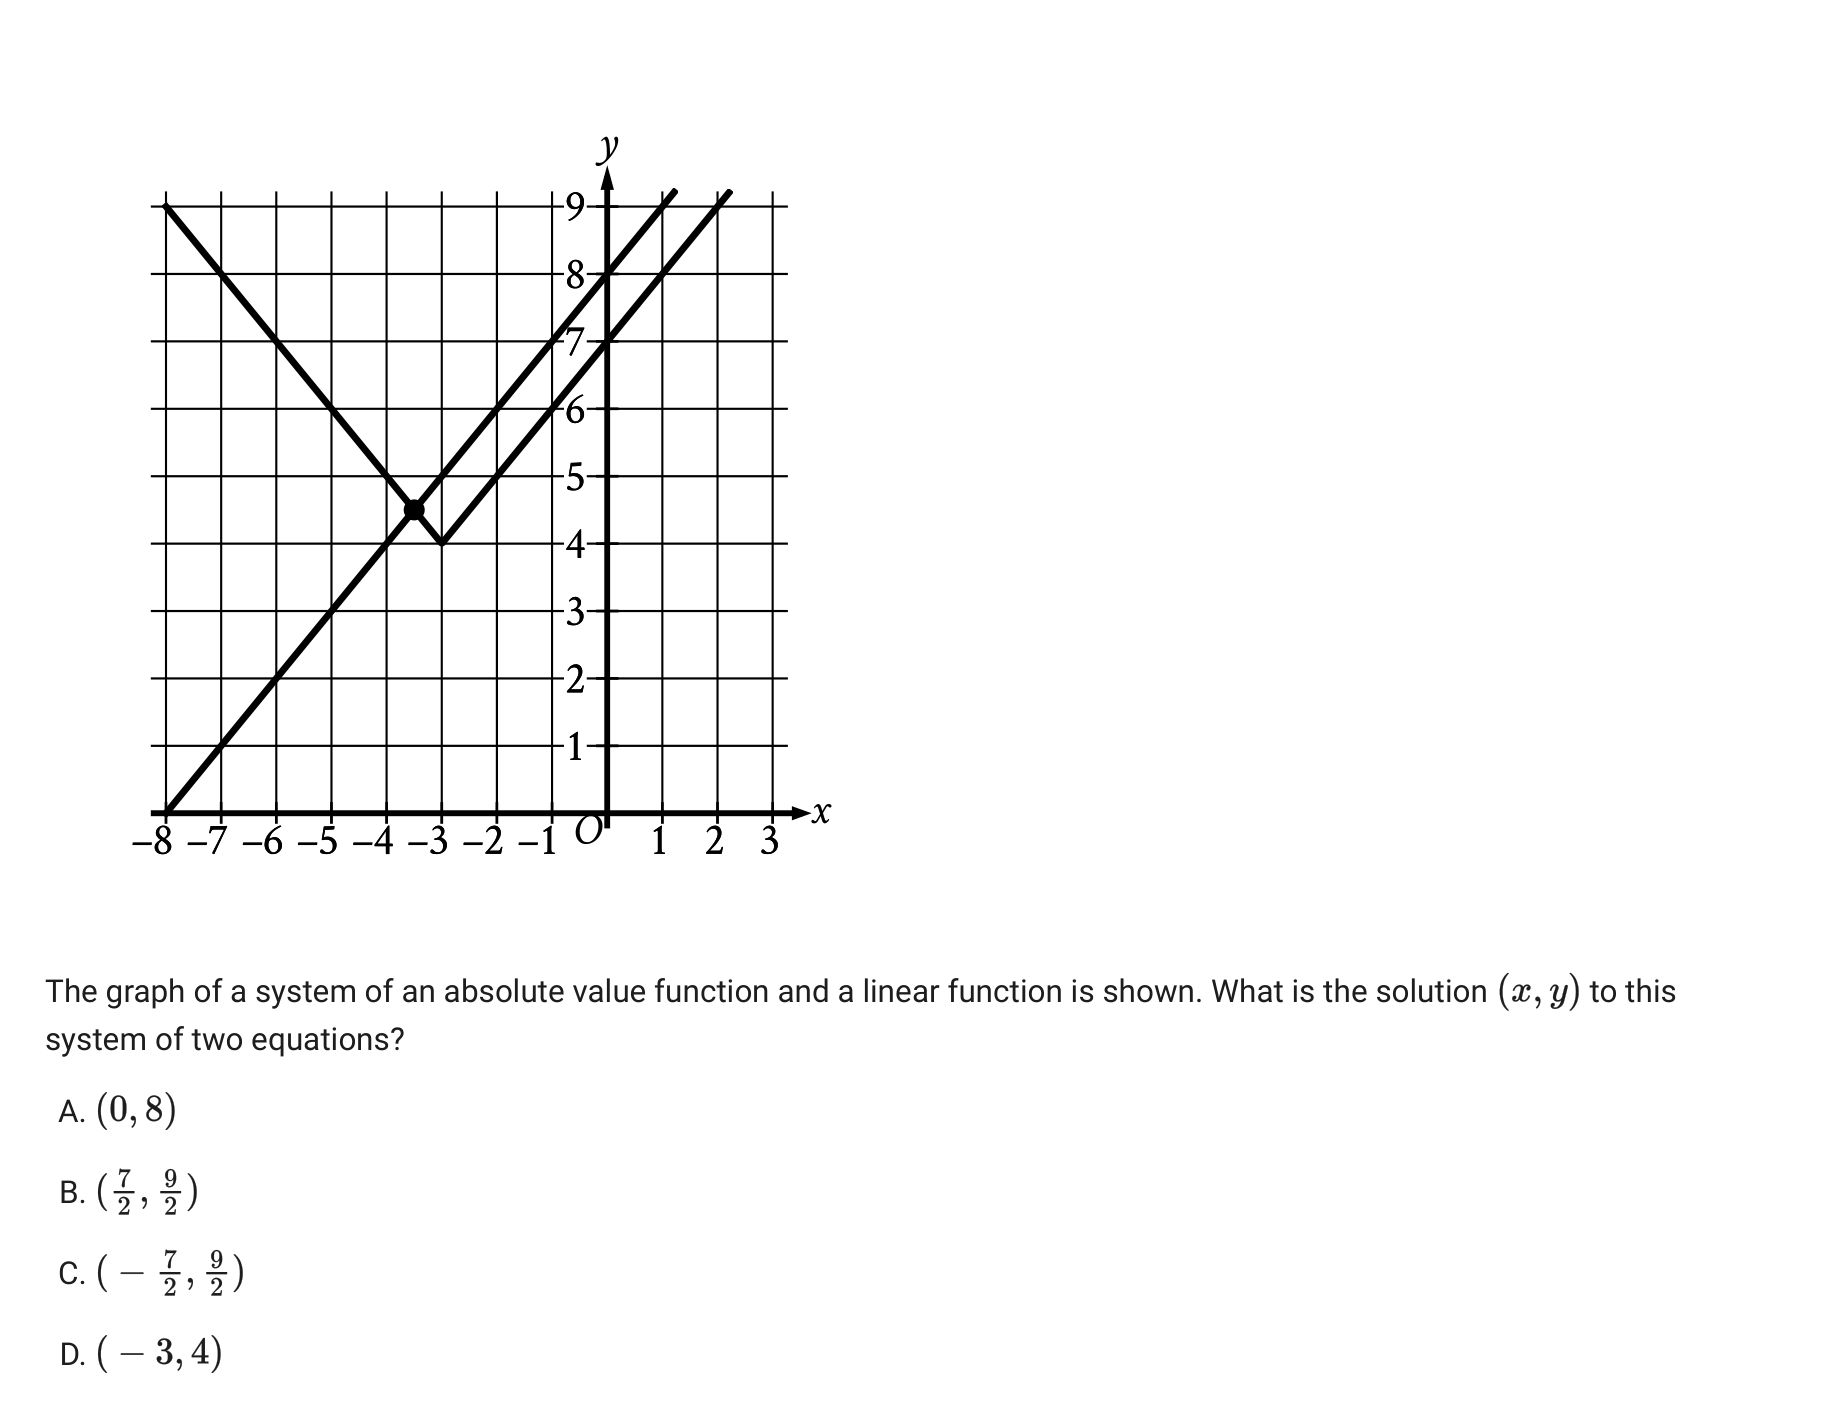 y
9
8
7
6
5
4
3
2
1
−8 −7 −6 −5 −4 −3 −2 −1 O 1 2 3 x
The graph of a system of an absolute value function and a linear function is shown. What is the solution (x, y) to this
system of two equations?
A. (0, 8)
B. (7/2, 9/2)
C. (− 7/2, 9/2)
D. (− 3, 4)